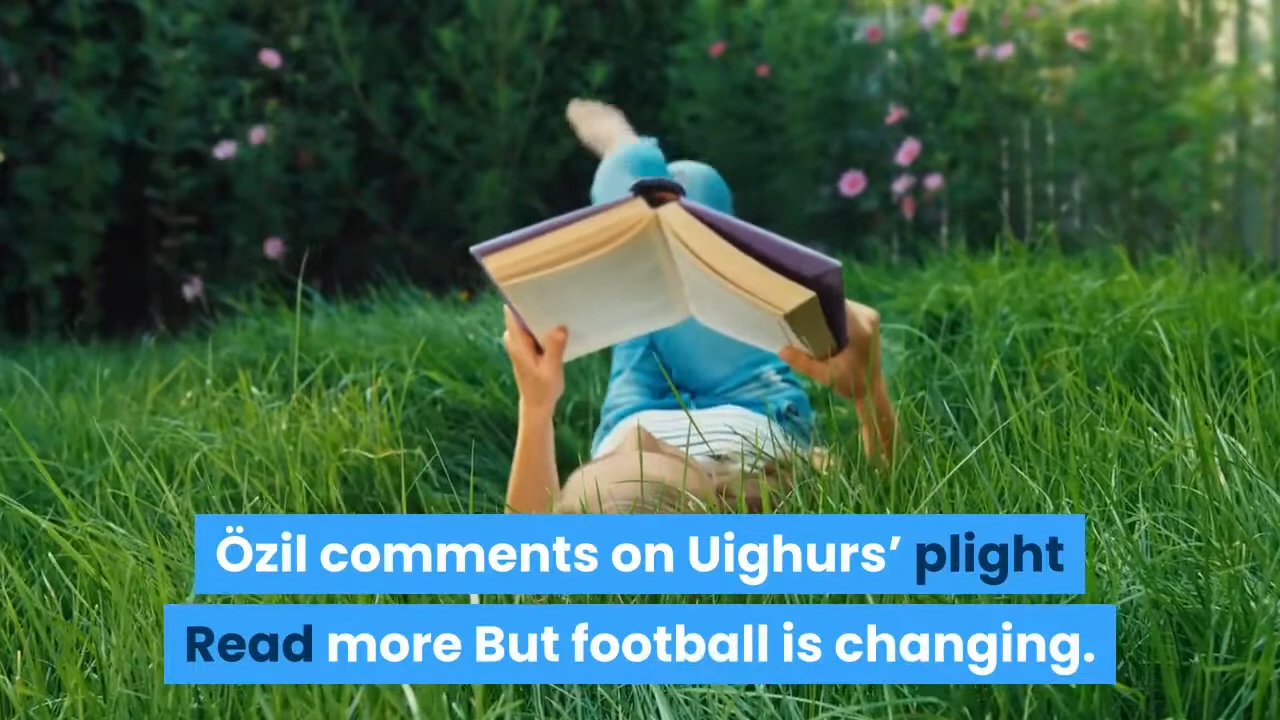 Özil comments on Uighurs’ plight
Read more But football is changing.